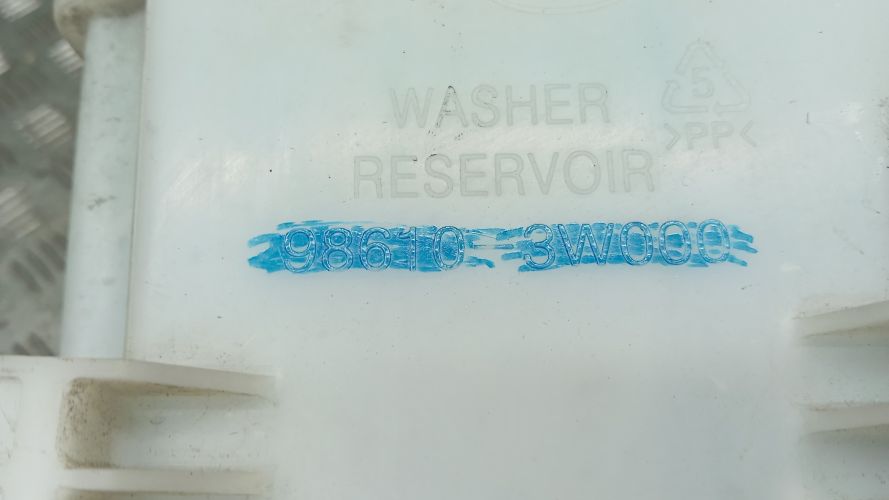 WASHER
RESERVOIR
5
>PP<
98610-3W000